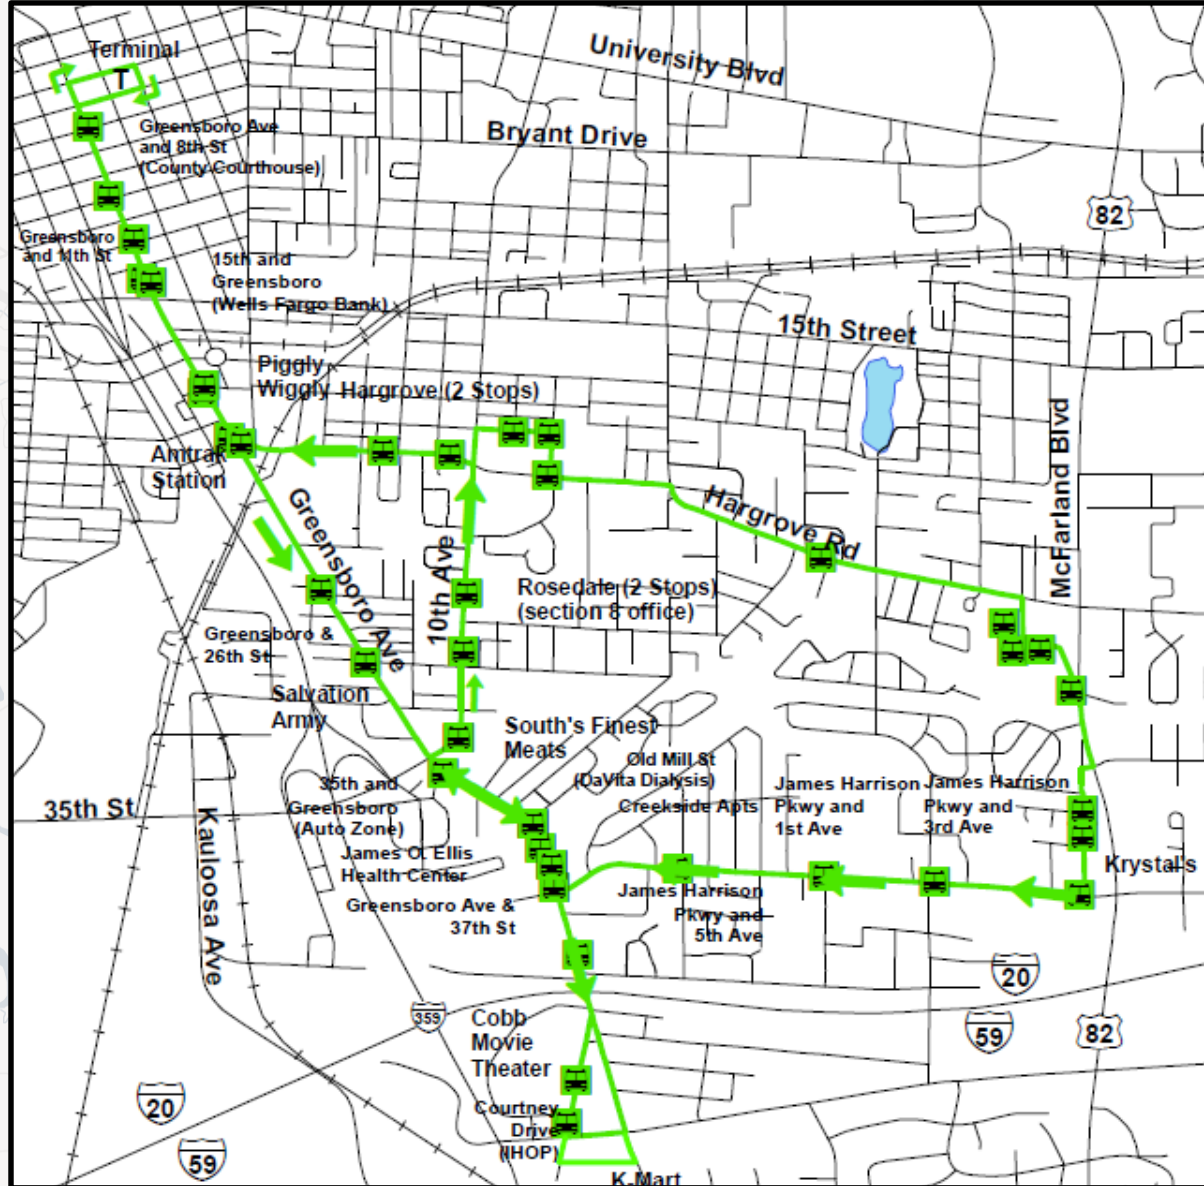 Terminal
T
University Blvd
Greensboro Ave
and 8th St
(County Courthouse)
Bryant Drive
82
Greensboro
and 11th St
15th and
Greensboro
(Wells Fargo Bank)
15th Street
Piggly
Wiggly
Hargrove (2 Stops)
Amtrak
Station
McFarland Blvd
Hargrove Rd
Greensboro Ave
10th Ave
Rosedale (2 Stops)
(section 8 office)
Greensboro &
26th St
Salvation
Army
South's Finest
Meats
Old Mill St
(DaVita Dialysis)
Creekside Apts
James Harrison
Pkwy and
1st Ave
James Harrison
Pkwy and
3rd Ave
35th St
Kauloosa Ave
35th and
Greensboro
(Auto Zone)
James O. Ellis
Health Center
Krystal's
Greensboro Ave &
37th St
James Harrison
Pkwy and
5th Ave
20
359
59
82
Cobb
Movie
Theater
20
59
Courtney
Drive
(IHOP)
K-Mart